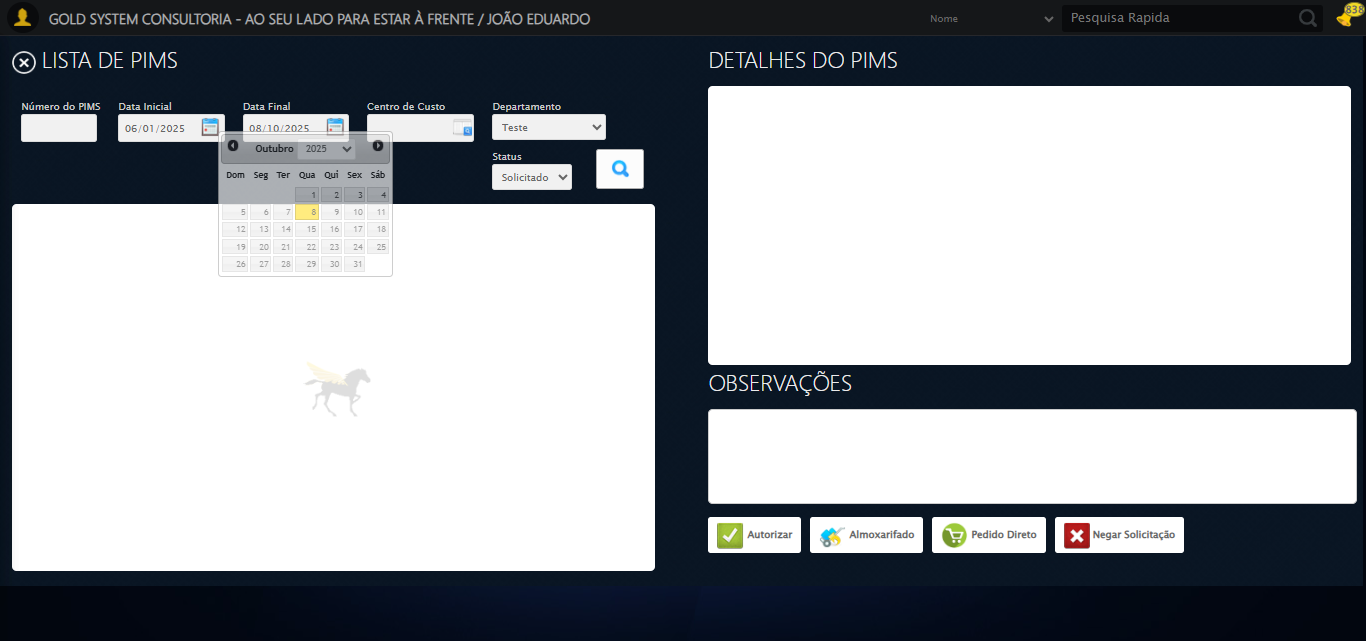 GOLD SYSTEM CONSULTORIA - AO SEU LADO PARA ESTAR À FRENTE / JOÃO EDUARDO
Nome
Pesquisa Rapida
838
LISTA DE PIMS
Número do PIMS
Data Inicial
06/01/2025
Data Final
08/10/2025
Centro de Custo
Departamento
Teste
Status
Solicitado
Outubro 2025
Dom Seg Ter Qua Quí Sex Sáb
1 2 3 4
5 6 7 8 9 10 11
12 13 14 15 16 17 18
19 20 21 22 23 24 25
26 27 28 29 30 31
DETALHES DO PIMS
OBSERVAÇÕES
Autorizar
Almoxarifado
Pedido Direto
Negar Solicitação